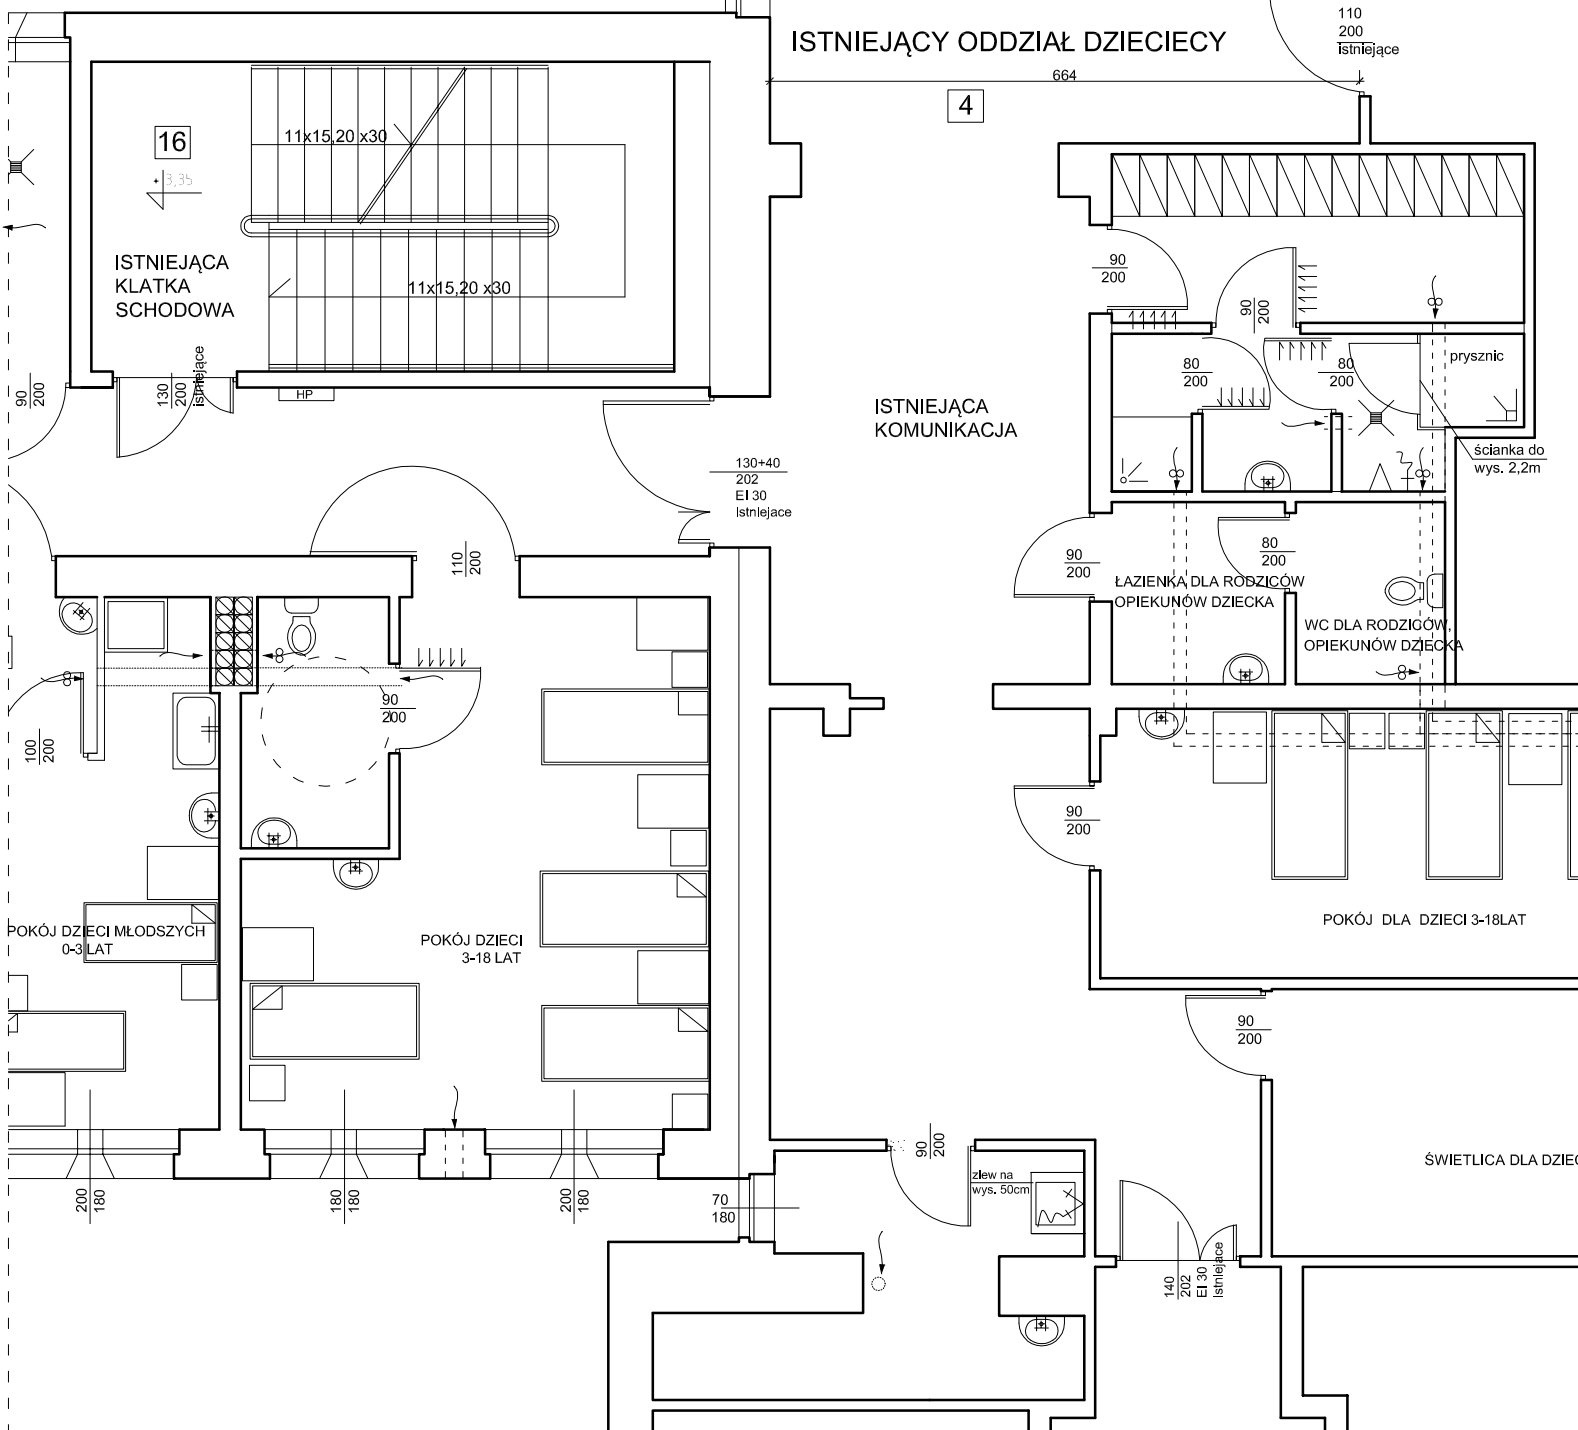 ISTNIEJĄCY ODDZIAŁ DZIECIECY
110
200
istniejące
664
4
16
11x15,20 x30
+ 3,35
ISTNIEJĄCA
KLATKA
SCHODOWA
11x15,20 x30
90
200
130
200
istniejące
HP
90
200
90
200
80
200
80
200
prysznic
ścianka do
wys. 2,2m
ISTNIEJĄCA
KOMUNIKACJA
130+40
202
EI 30
Istniejace
110
200
90
200
80
200
ŁAZIENKA DLA RODZICÓW
OPIEKUNÓW DZIECKA
WC DLA RODZICÓW,
OPIEKUNÓW DZIECKA
90
200
100
200
90
200
POKÓJ DZIECI MŁODSZYCH
0-3 LAT
POKÓJ DZIECI
3-18 LAT
POKÓJ DLA DZIECI 3-18LAT
90
200
90
200
zlew na
wys. 50cm
ŚWIETLICA DLA DZIEC
200
180
180
180
200
180
70
180
140
202
EI 30
Istniejace